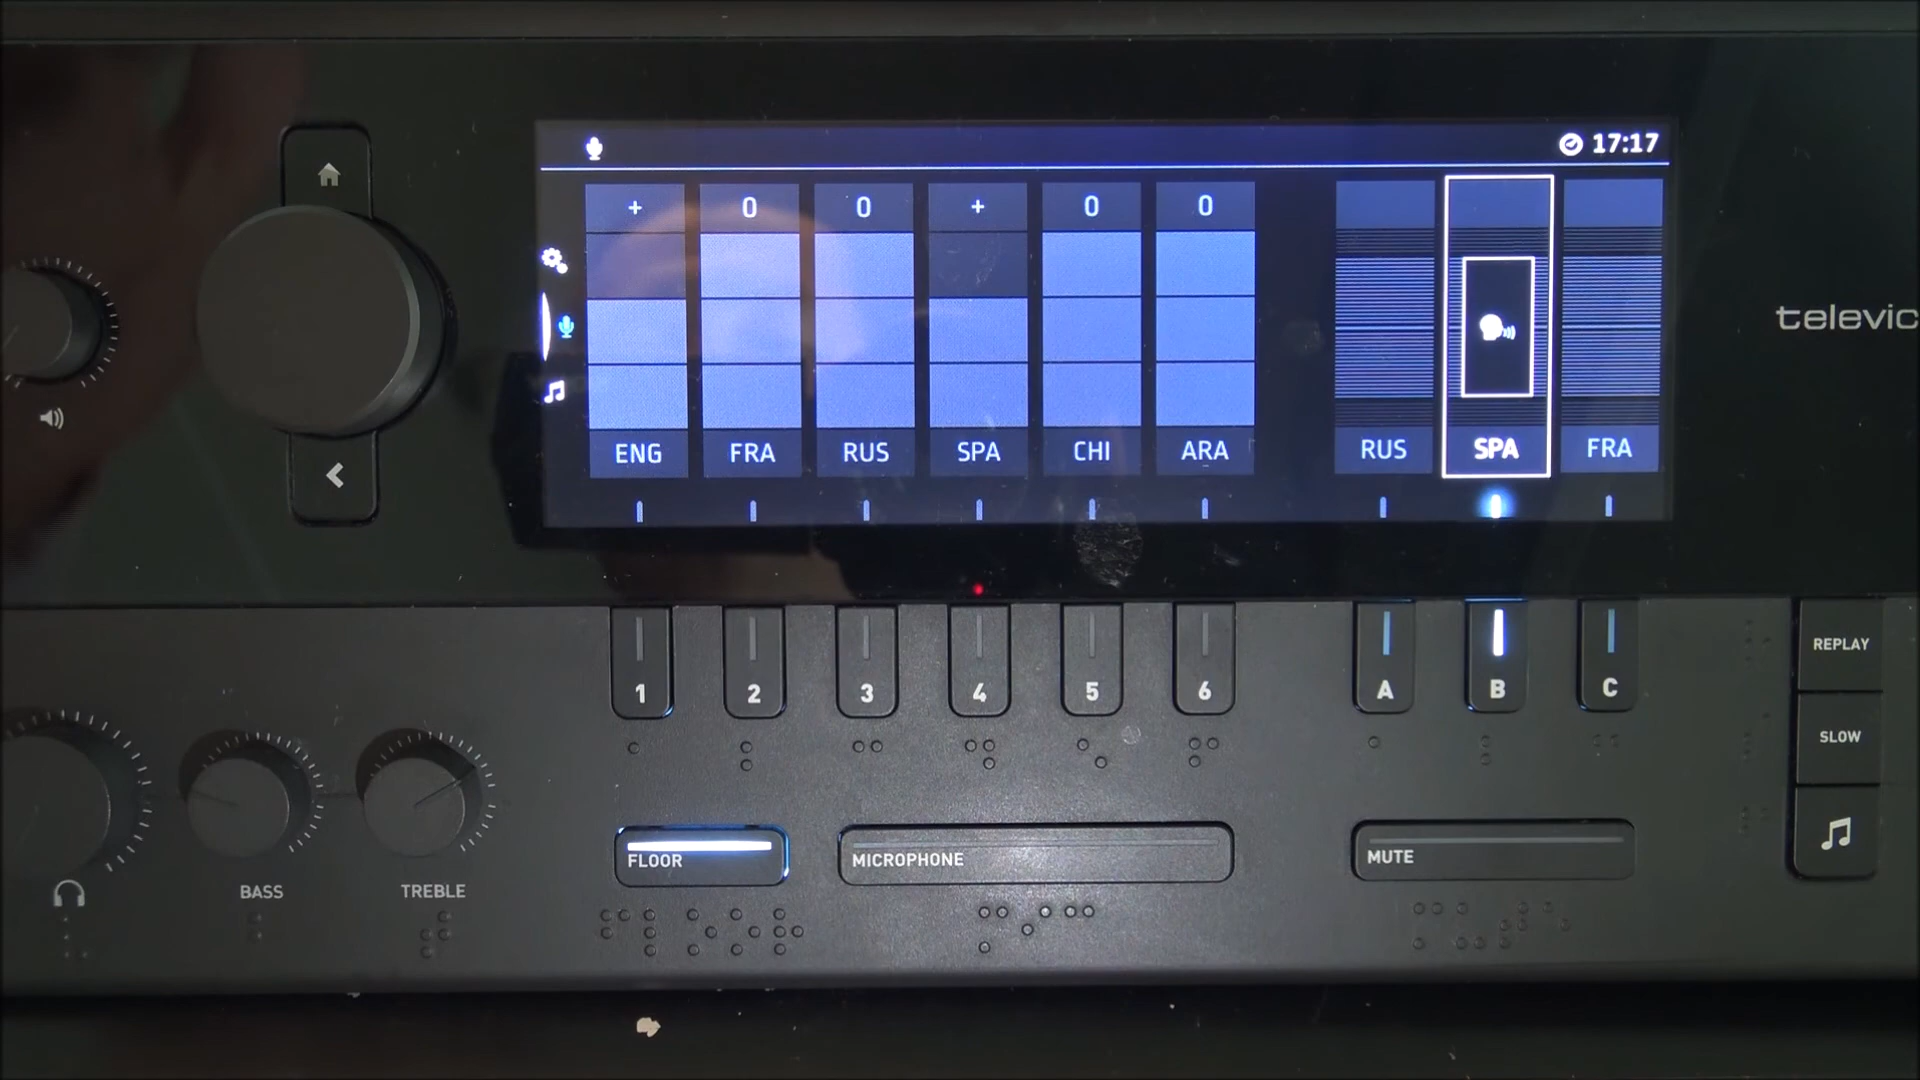 17:17
+ 0 0 + 0 0
ENG FRA RUS SPA CHI ARA RUS SPA FRA
televic
1 2 3 4 5 6 A B C
REPLAY
SLOW
FLOOR
MICROPHONE
MUTE
BASS
TREBLE